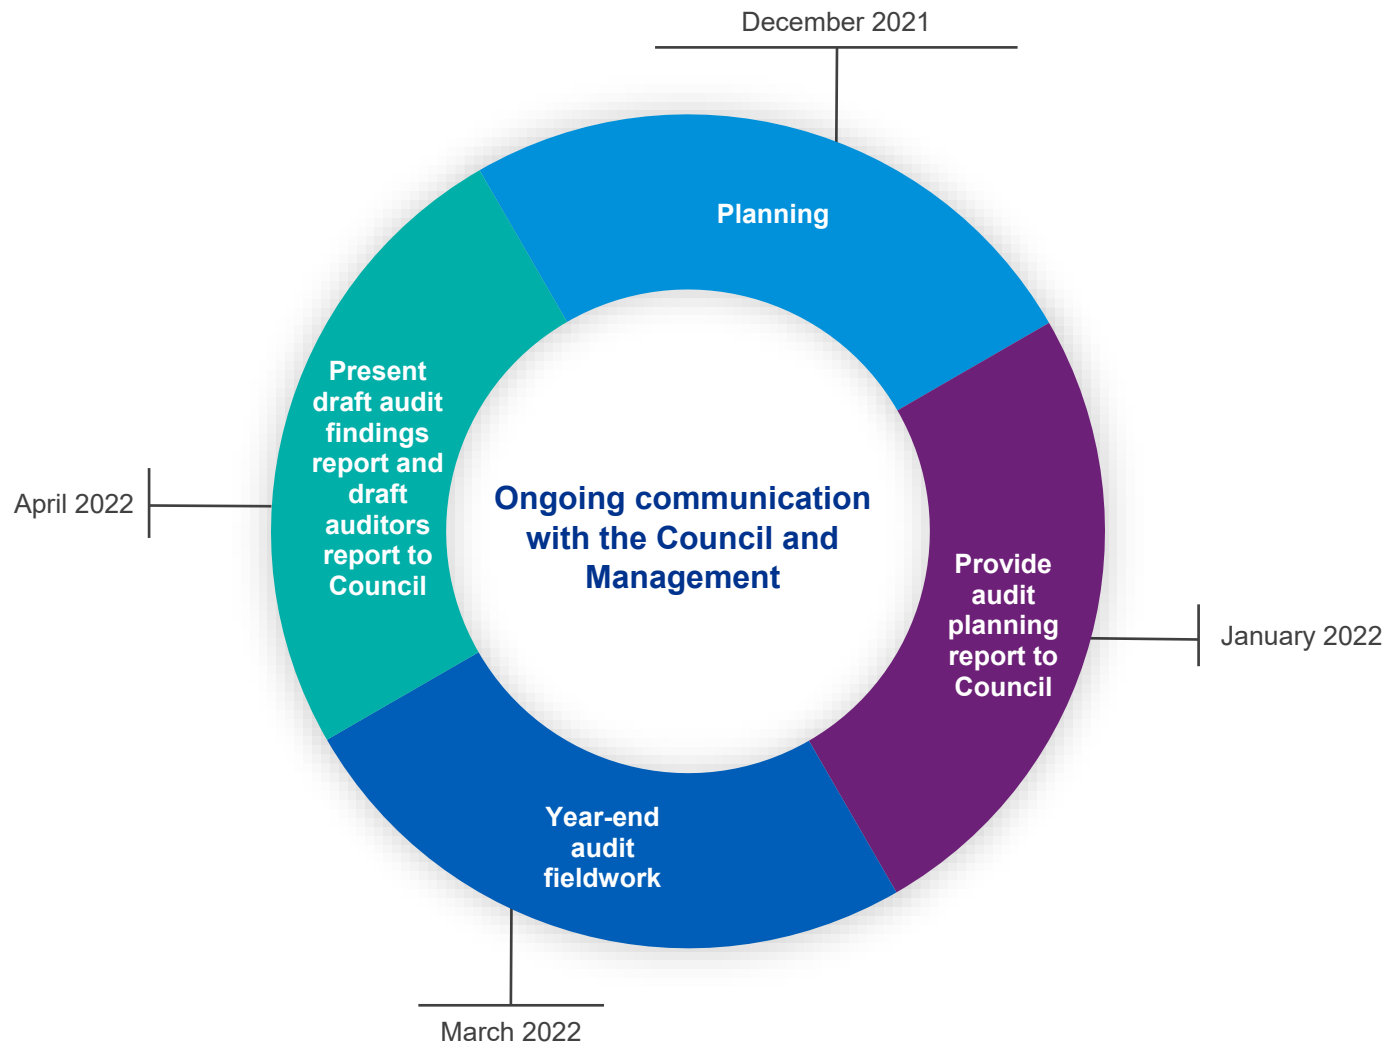 December 2021
Planning
Present
draft audit
findings
report and
draft
auditors
report to
Council
April 2022
Ongoing communication
with the Council and
Management
Provide
audit
planning
report to
Council
January 2022
Year-end
audit
fieldwork
March 2022